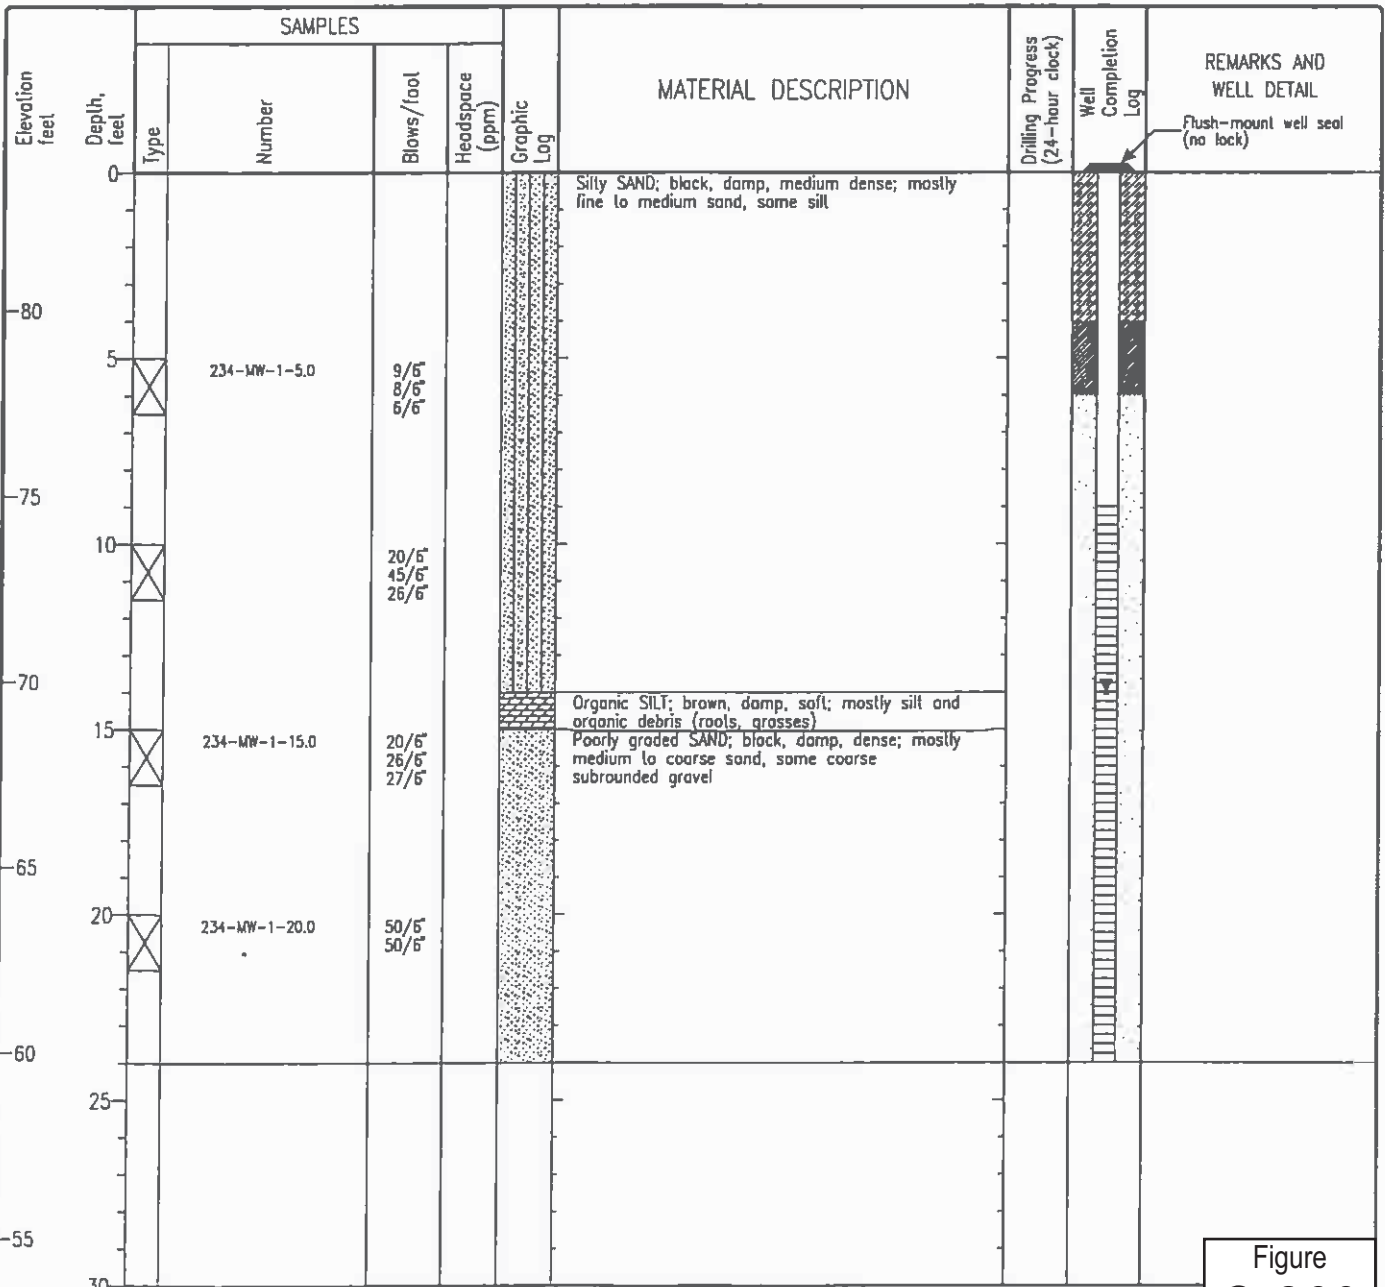 SAMPLES
Elevation
feet
Depth,
feet
Type
Number
Blows/foot
Headspace
(ppm)
Graphic
Log
MATERIAL DESCRIPTION
Drilling Progress
(24-hour clock)
Well
Completion
Log
REMARKS AND
WELL DETAIL
Flush-mount well seal
(no lock)
0
Silty SAND; black, damp, medium dense; mostly
fine to medium sand, some silt
80
5
234-MW-1-5.0
9/6"
8/6"
6/6"
75
10
20/6"
45/6"
26/6"
70
Organic SILT; brown, damp, soft; mostly silt and
organic debris (roots, grasses)
15
234-MW-1-15.0
20/6"
26/6"
27/6"
Poorly graded SAND; black, damp, dense; mostly
medium to coarse sand, some coarse
subrounded gravel
65
20
234-MW-1-20.0
50/6"
50/6"
60
25
55
30
Figure